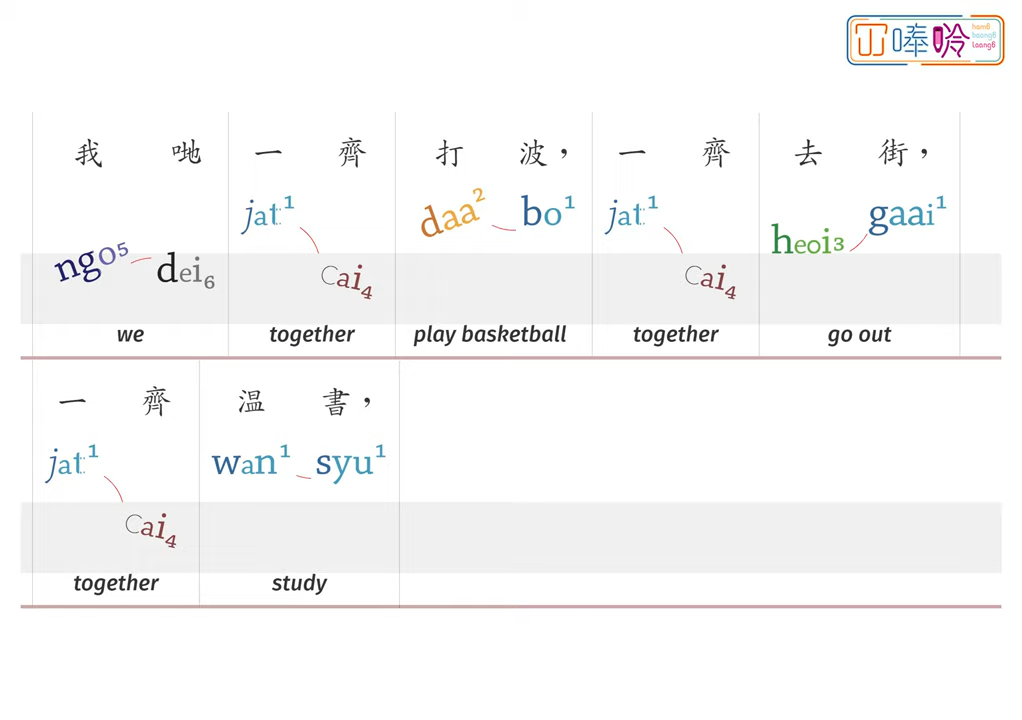 冚唪唥 ham6 baang6 laang6
我哋 一齊 打波， 一齊 去街，
ngo5 dei6 jat1 cai4 daa2 bo1 jat1 cai4 heoi3 gaai1
we together play basketball together go out
一齊 温書，
jat1 cai4 wan1 syu1
together study